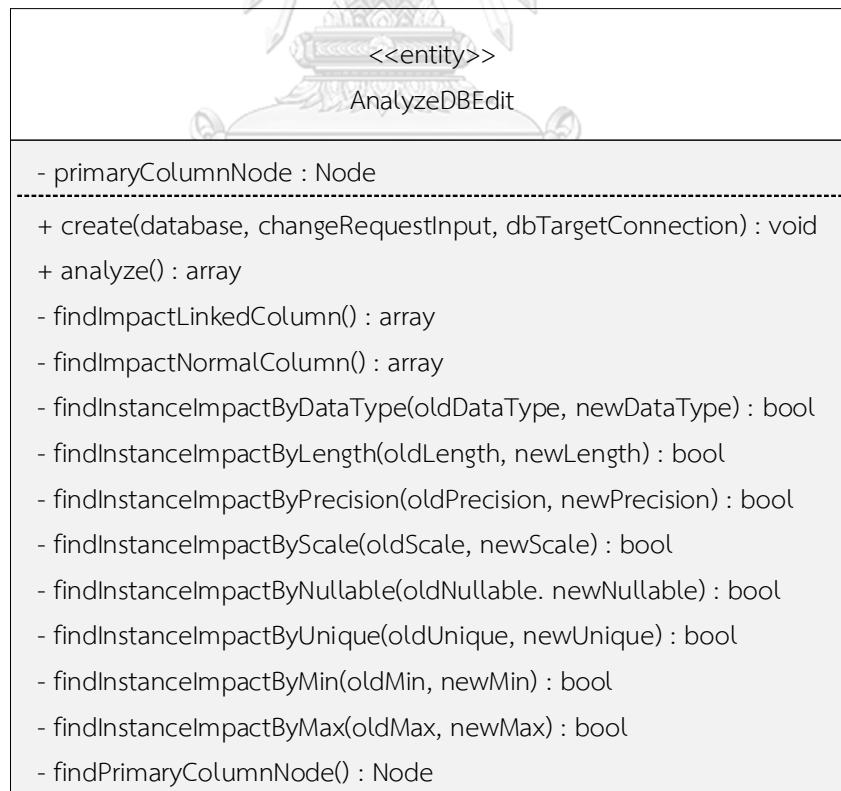 <<entity>>
AnalyzeDBEdit
- primaryColumnNode : Node
+ create(database, changeRequestInput, dbTargetConnection) : void
+ analyze() : array
- findImpactLinkedColumn() : array
- findImpactNormalColumn() : array
- findInstanceImpactByDataType(oldDataType, newDataType) : bool
- findInstanceImpactByLength(oldLength, newLength) : bool
- findInstanceImpactByPrecision(oldPrecision, newPrecision) : bool
- findInstanceImpactByScale(oldScale, newScale) : bool
- findInstanceImpactByNullable(oldNullable. newNullable) : bool
- findInstanceImpactByUnique(oldUnique, newUnique) : bool
- findInstanceImpactByMin(oldMin, newMin) : bool
- findInstanceImpactByMax(oldMax, newMax) : bool
- findPrimaryColumnNode() : Node